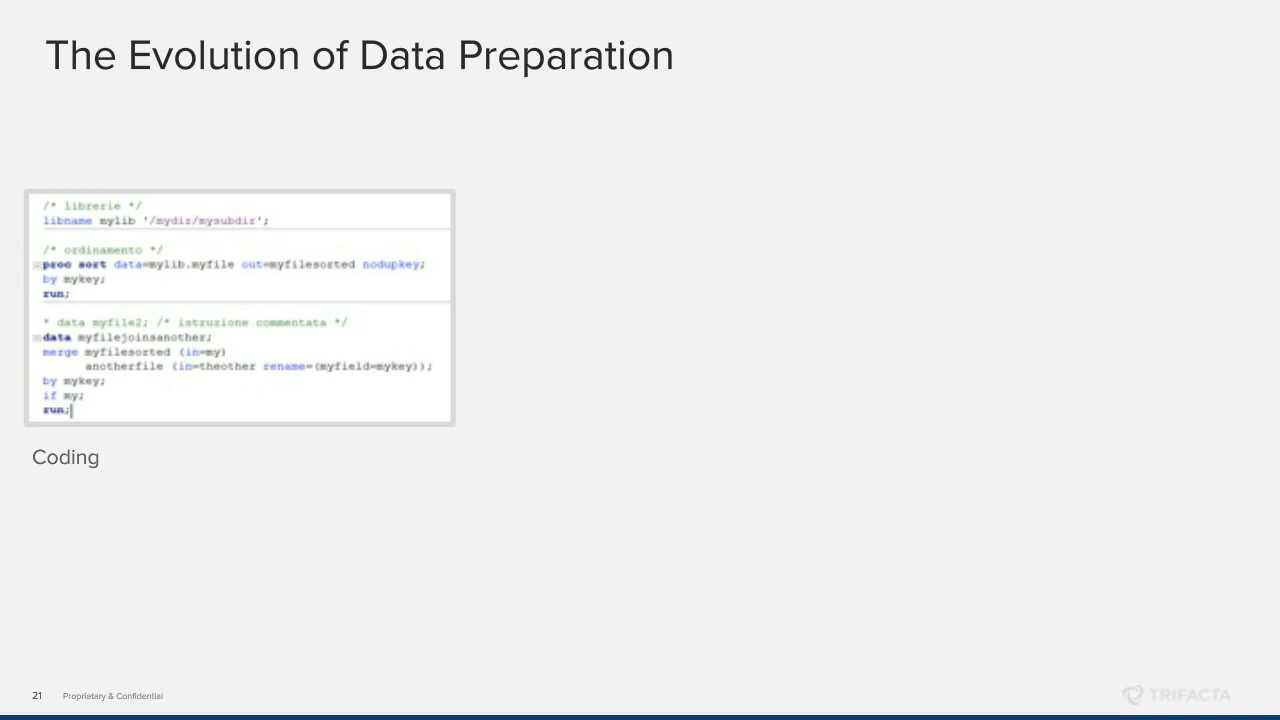 The Evolution of Data Preparation
/* librerie */
libname mylib '/mydir/mysubdir';
/* ordinamento */
proc sort data=mylib.myfile out=myfilesorted nodupkey;
by mykey;
run;
* data myfile2; /* istruzione commentata */
data myfilejoinsanother;
merge myfilesorted (in=my)
anotherfile (in=theother rename=(myfield=mykey));
by mykey;
if my;
run;
Coding
21 Proprietary & Confidential
TRIFACTA